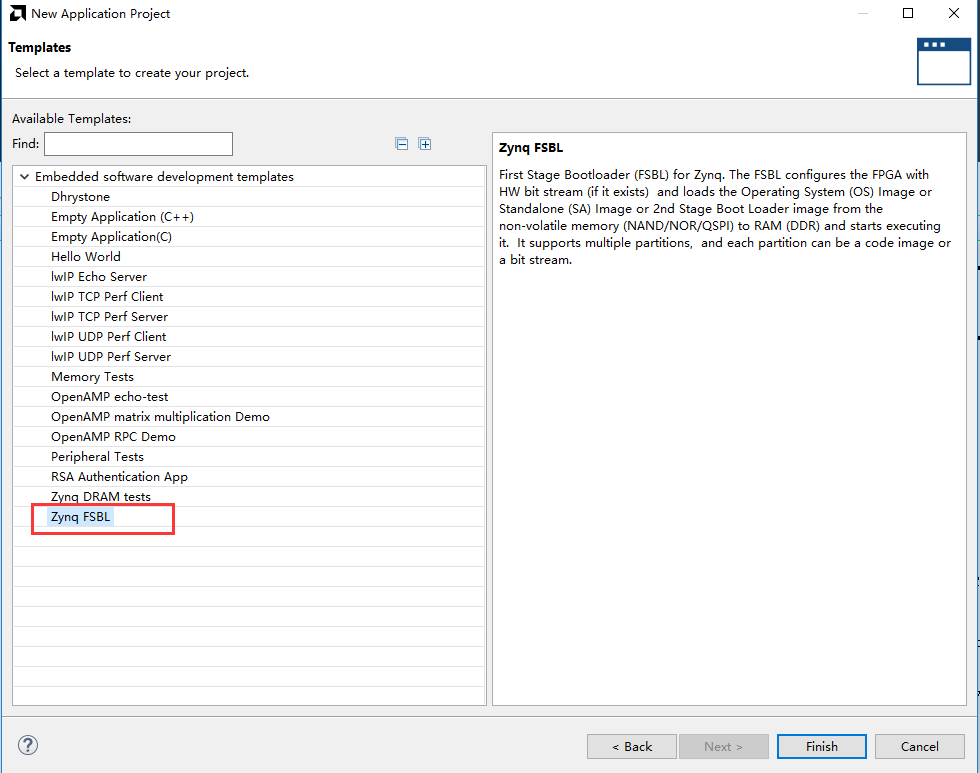 New Application Project
Templates
Select a template to create your project.
Available Templates:
Find:
Embedded software development templates
Dhrystone
Empty Application (C++)
Empty Application(C)
Hello World
lwIP Echo Server
lwIP TCP Perf Client
lwIP TCP Perf Server
lwIP UDP Perf Client
lwIP UDP Perf Server
Memory Tests
OpenAMP echo-test
OpenAMP matrix multiplication Demo
OpenAMP RPC Demo
Peripheral Tests
RSA Authentication App
Zynq DRAM tests
Zynq FSBL
Zynq FSBL
First Stage Bootloader (FSBL) for Zynq. The FSBL configures the FPGA with
HW bit stream (if it exists)  and loads the Operating System (OS) Image or
Standalone (SA) Image or 2nd Stage Boot Loader image from the
non-volatile memory (NAND/NOR/QSPI) to RAM (DDR) and starts executing
it.  It supports multiple partitions,  and each partition can be a code image or
a bit stream.
?
< Back
Next >
Finish
Cancel